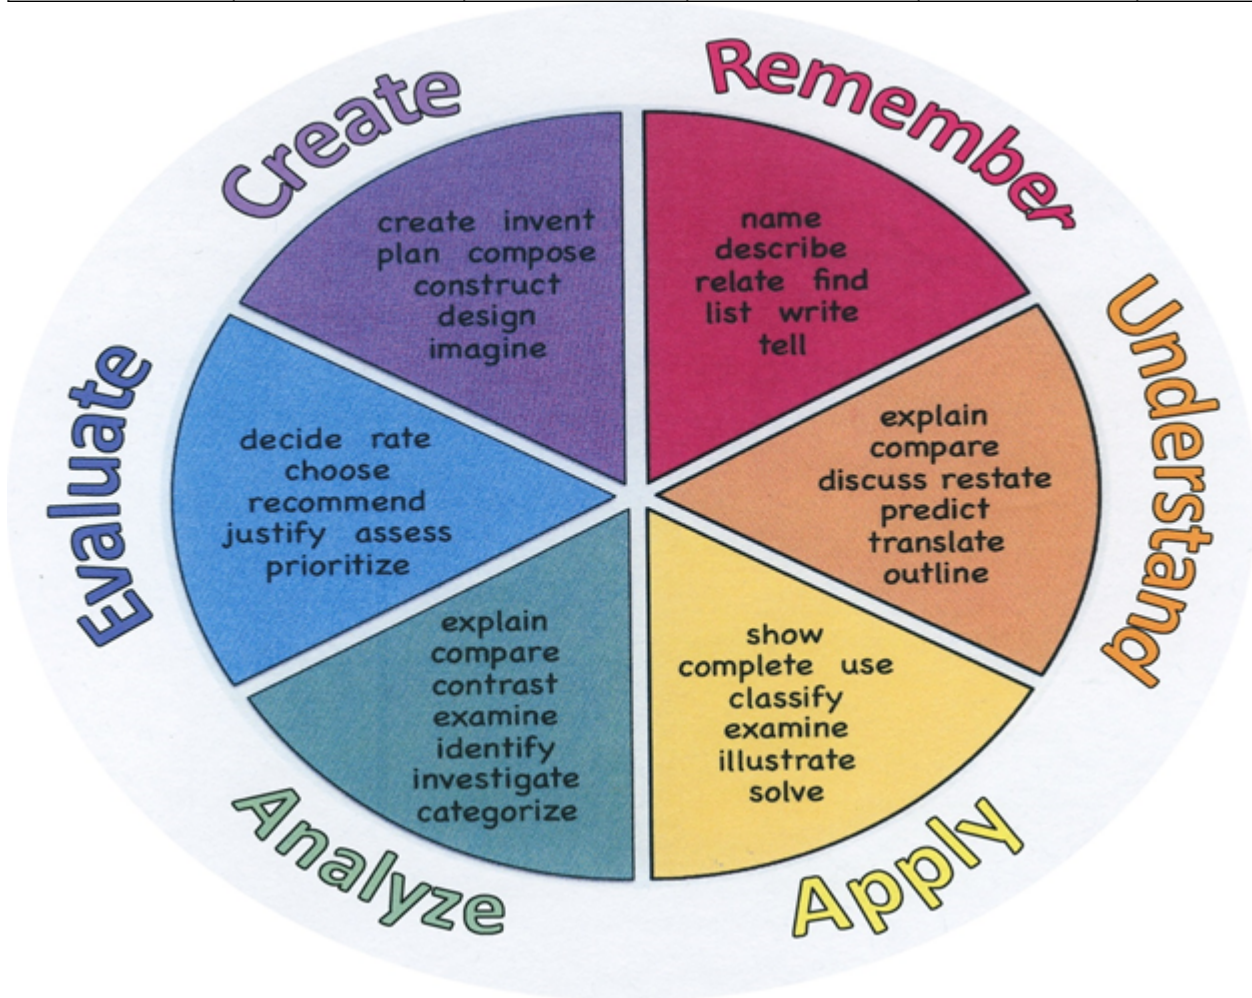 Remember
name
describe
relate find
list write
tell
Understand
explain
compare
discuss restate
predict
translate
outline
Apply
show
complete use
classify
examine
illustrate
solve
Analyze
explain
compare
contrast
examine
identify
investigate
categorize
Evaluate
decide rate
choose
recommend
justify assess
prioritize
Create
create invent
plan compose
construct
design
imagine